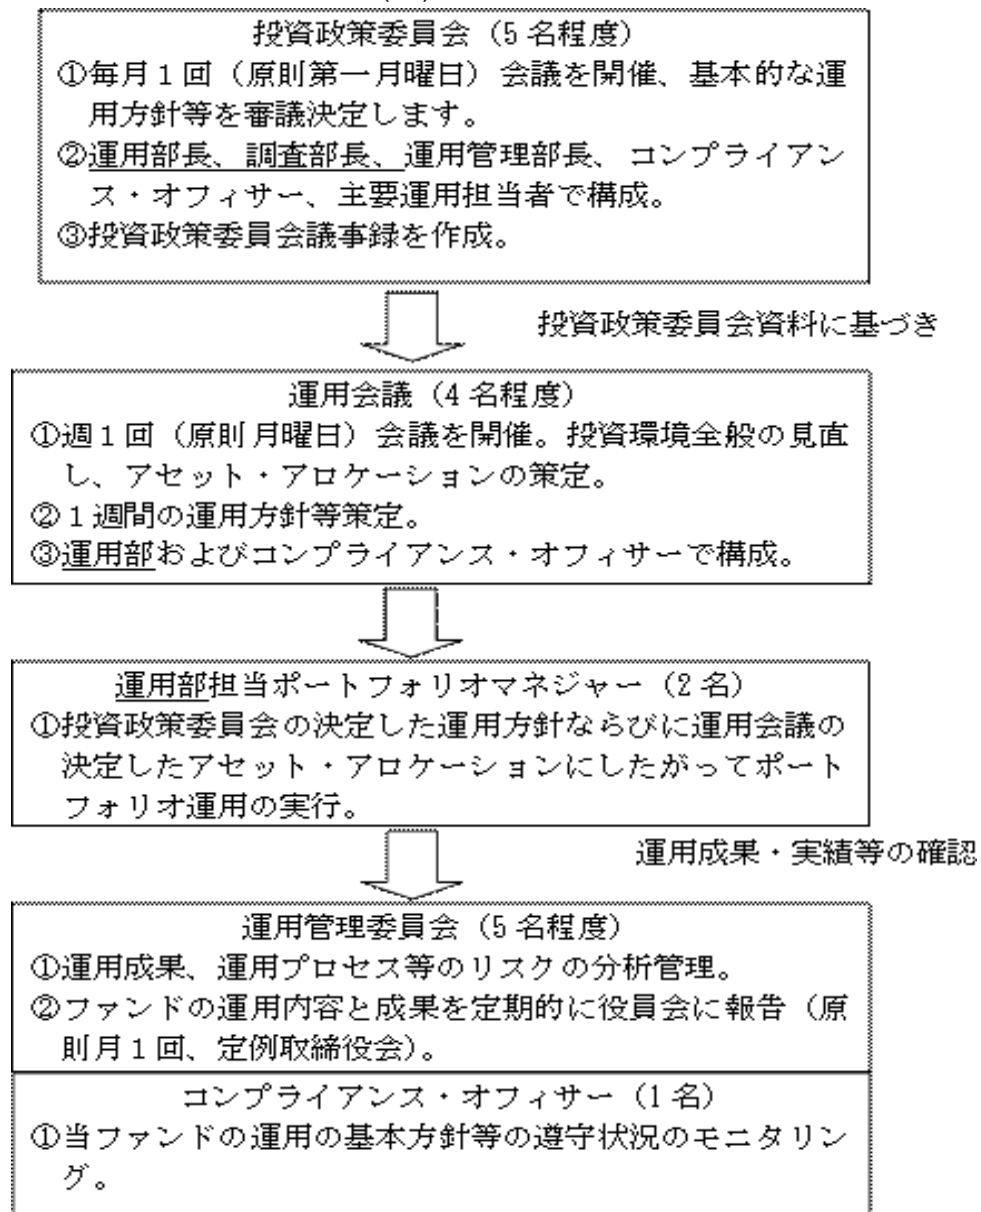 投資政策委員会（5名程度）
①毎月1回（原則第一月曜日）会議を開催、基本的な運
用方針等を審議決定します。
②運用部長、調査部長、運用管理部長、コンプライアン
ス・オフィサー、主要運用担当者で構成。
③投資政策委員会議事録を作成。
投資政策委員会資料に基づき
運用会議（4名程度）
①週1回（原則月曜日）会議を開催。投資環境全般の見直
し、アセット・アロケーションの策定。
②1週間の運用方針等策定。
③運用部およびコンプライアンス・オフィサーで構成。
運用部担当ポートフォリオマネジャー（2名）
①投資政策委員会の決定した運用方針ならびに運用会議の
決定したアセット・アロケーションにしたがってポート
フォリオ運用の実行。
運用成果・実績等の確認
運用管理委員会（5名程度）
①運用成果、運用プロセス等のリスクの分析管理。
②ファンドの運用内容と成果を定期的に役員会に報告（原
則月1回、定例取締役会）。
コンプライアンス・オフィサー（1名）
①当ファンドの運用の基本方針等の遵守状況のモニタリン
グ。